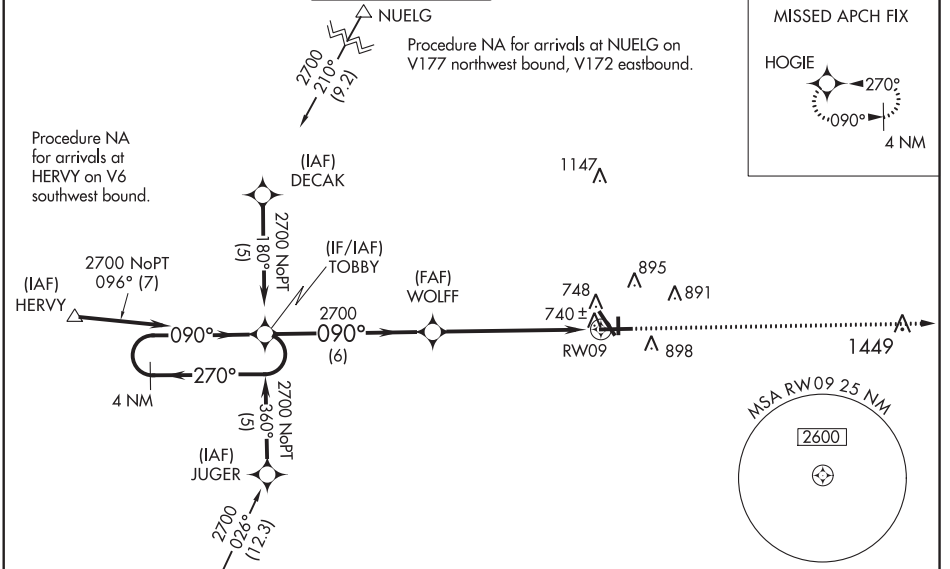 NUELG
Procedure NA for arrivals at NUELG on
V177 northwest bound, V172 eastbound.
2700
210°
(9.2)
MISSED APCH FIX
HOGIE
270°
090°
4 NM
Procedure NA
for arrivals at
HERVY on V6
southwest bound.
(IAF)
DECAK
1147
2700 NoPT
180°
(5)
(IF/IAF)
TOBBY
2700 NoPT
096° (7)
(IAF)
HERVY
(FAF)
WOLFF
895
891
748
740 ±
090°
2700
090°
(6)
RW09
898
1449
270°
4 NM
2700 NoPT
360°
(5)
(IAF)
JUGER
2700
026°
(12.3)
MSA RW09 25 NM
2600